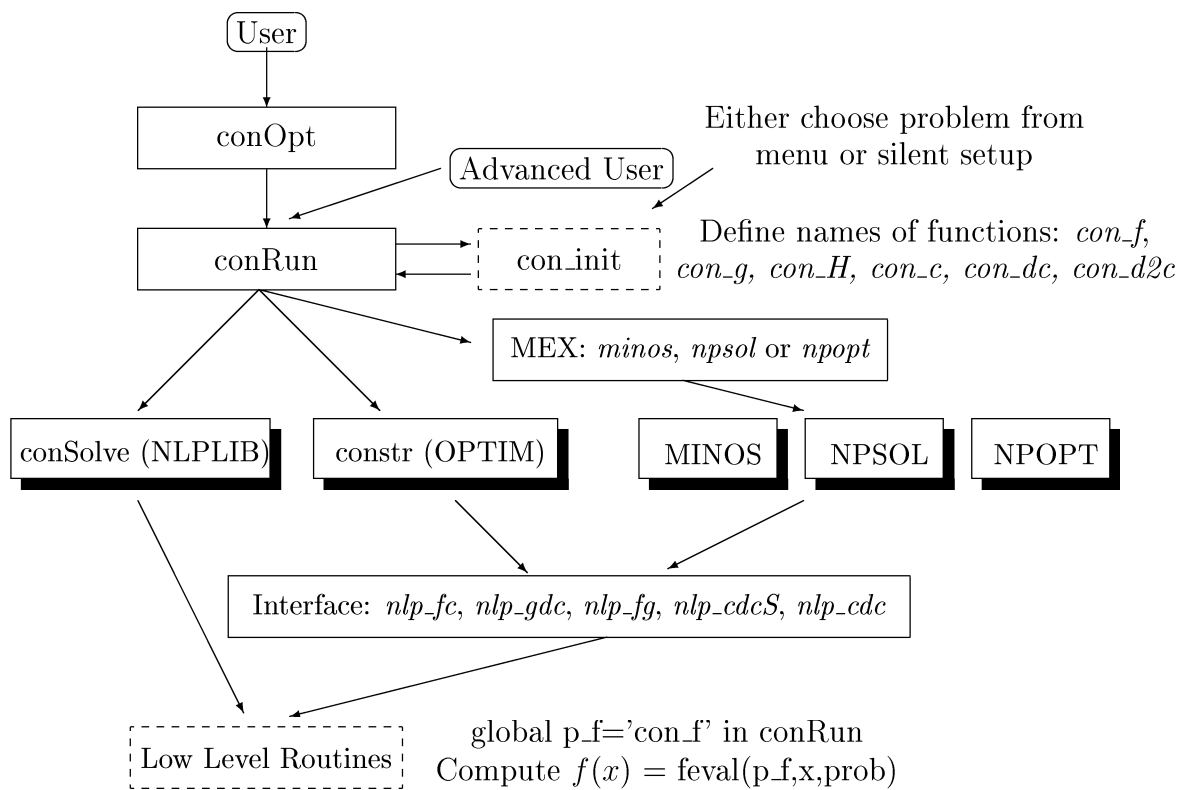 User
conOpt
Either choose problem from
menu or silent setup
Advanced User
conRun
con_init
Define names of functions: con_f,
con_g, con_H, con_c, con_dc, con_d2c
MEX: minos, npsol or npopt
conSolve (NLPLIB)
constr (OPTIM)
MINOS
NPSOL
NPOPT
Interface: nlp_fc, nlp_gdc, nlp_fg, nlp_cdcS, nlp_cdc
Low Level Routines
global p_f='con_f' in conRun
Compute f(x) = feval(p_f,x,prob)